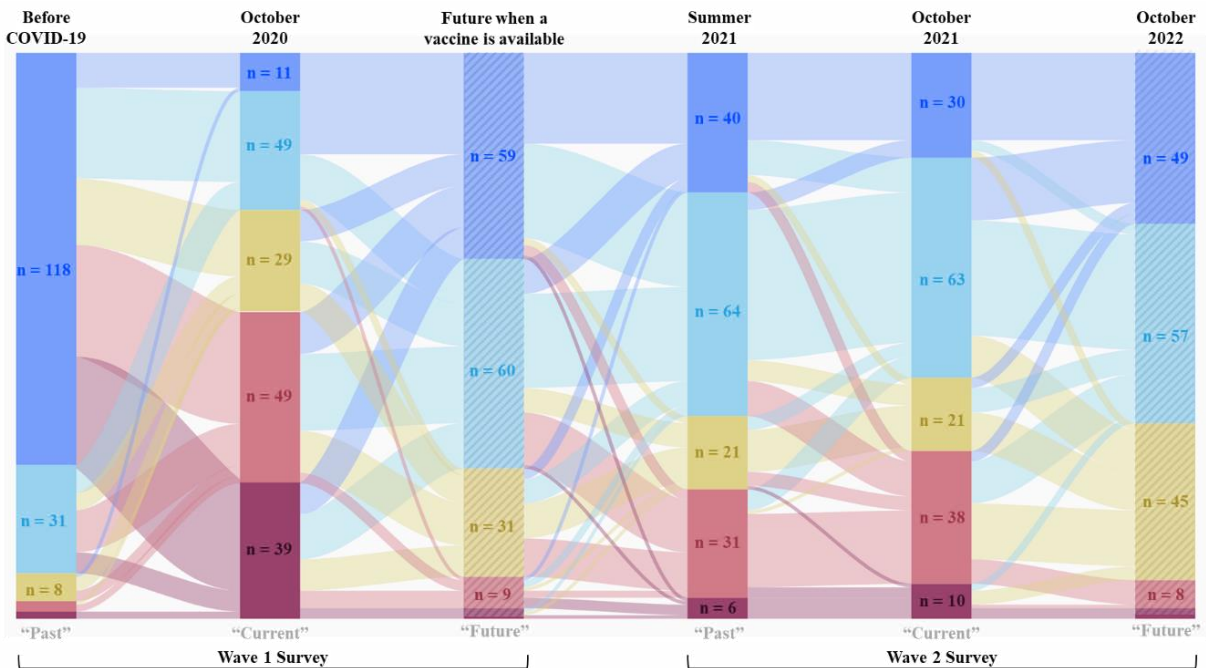 Before
COVID-19
October
2020
Future when a
vaccine is available
Summer
2021
October
2021
October
2022
n = 118
n = 31
n = 8
n = 11
n = 49
n = 29
n = 49
n = 39
n = 59
n = 60
n = 31
n = 9
n = 40
n = 64
n = 21
n = 31
n = 6
n = 30
n = 63
n = 21
n = 38
n = 10
n = 49
n = 57
n = 45
n = 8
“Past”
“Current”
“Future”
“Past”
“Current”
“Future”
Wave 1 Survey
Wave 2 Survey